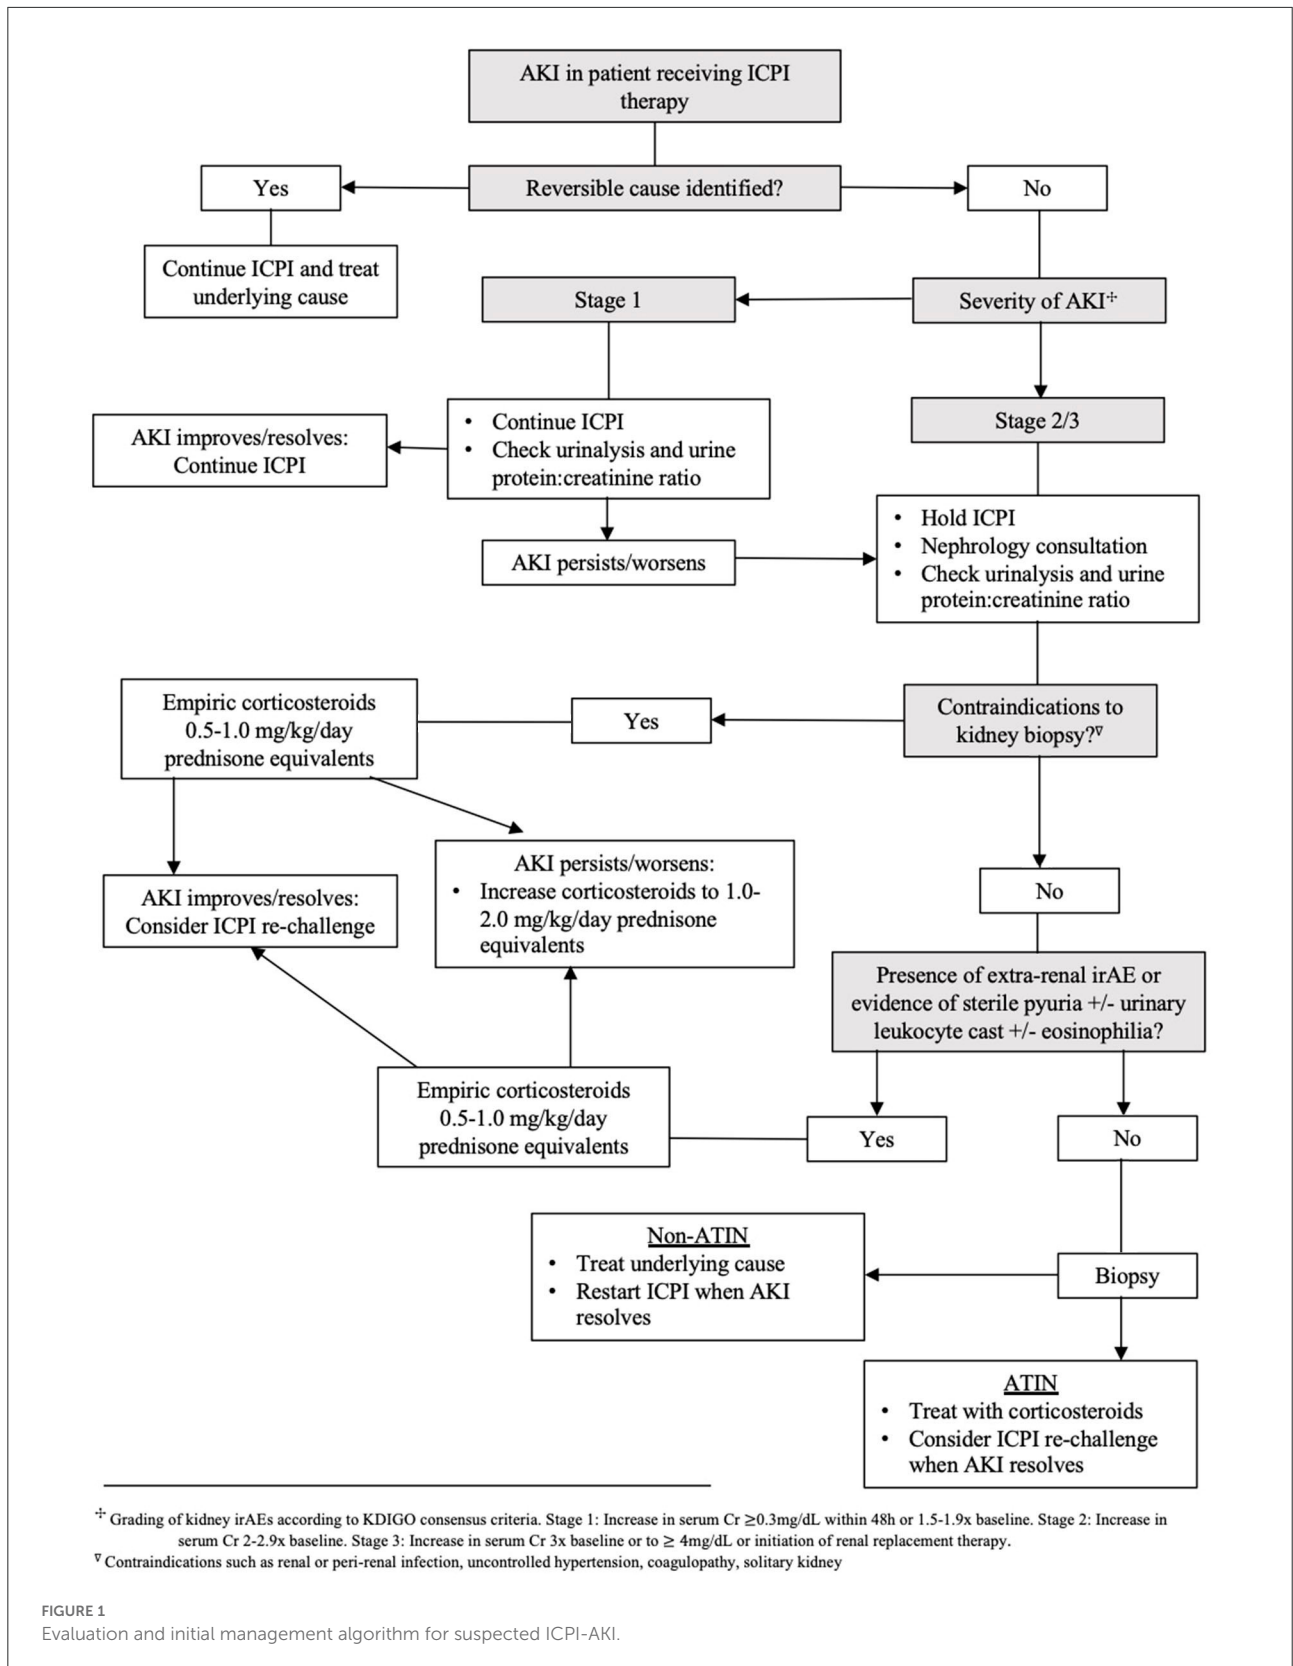 AKI in patient receiving ICPI
therapy
Reversible cause identified?
Yes
No
Continue ICPI and treat
underlying cause
Severity of AKI✢
Stage 1
Stage 2/3
• Continue ICPI
• Check urinalysis and urine
protein:creatinine ratio
AKI improves/resolves:
Continue ICPI
AKI persists/worsens
• Hold ICPI
• Nephrology consultation
• Check urinalysis and urine
protein:creatinine ratio
Contraindications to
kidney biopsy?∇
Yes
Empiric corticosteroids
0.5-1.0 mg/kg/day
prednisone equivalents
AKI improves/resolves:
Consider ICPI re-challenge
AKI persists/worsens:
• Increase corticosteroids to 1.0-
2.0 mg/kg/day prednisone
equivalents
No
Presence of extra-renal irAE or
evidence of sterile pyuria +/- urinary
leukocyte cast +/- eosinophilia?
Yes
Empiric corticosteroids
0.5-1.0 mg/kg/day
prednisone equivalents
No
Biopsy
Non-ATIN
• Treat underlying cause
• Restart ICPI when AKI
resolves
ATIN
• Treat with corticosteroids
• Consider ICPI re-challenge
when AKI resolves
✢ Grading of kidney irAEs according to KDIGO consensus criteria. Stage 1: Increase in serum Cr ≥0.3mg/dL within 48h or 1.5-1.9x baseline. Stage 2: Increase in
serum Cr 2-2.9x baseline. Stage 3: Increase in serum Cr 3x baseline or to ≥ 4mg/dL or initiation of renal replacement therapy.
∇ Contraindications such as renal or peri-renal infection, uncontrolled hypertension, coagulopathy, solitary kidney
FIGURE 1
Evaluation and initial management algorithm for suspected ICPI-AKI.